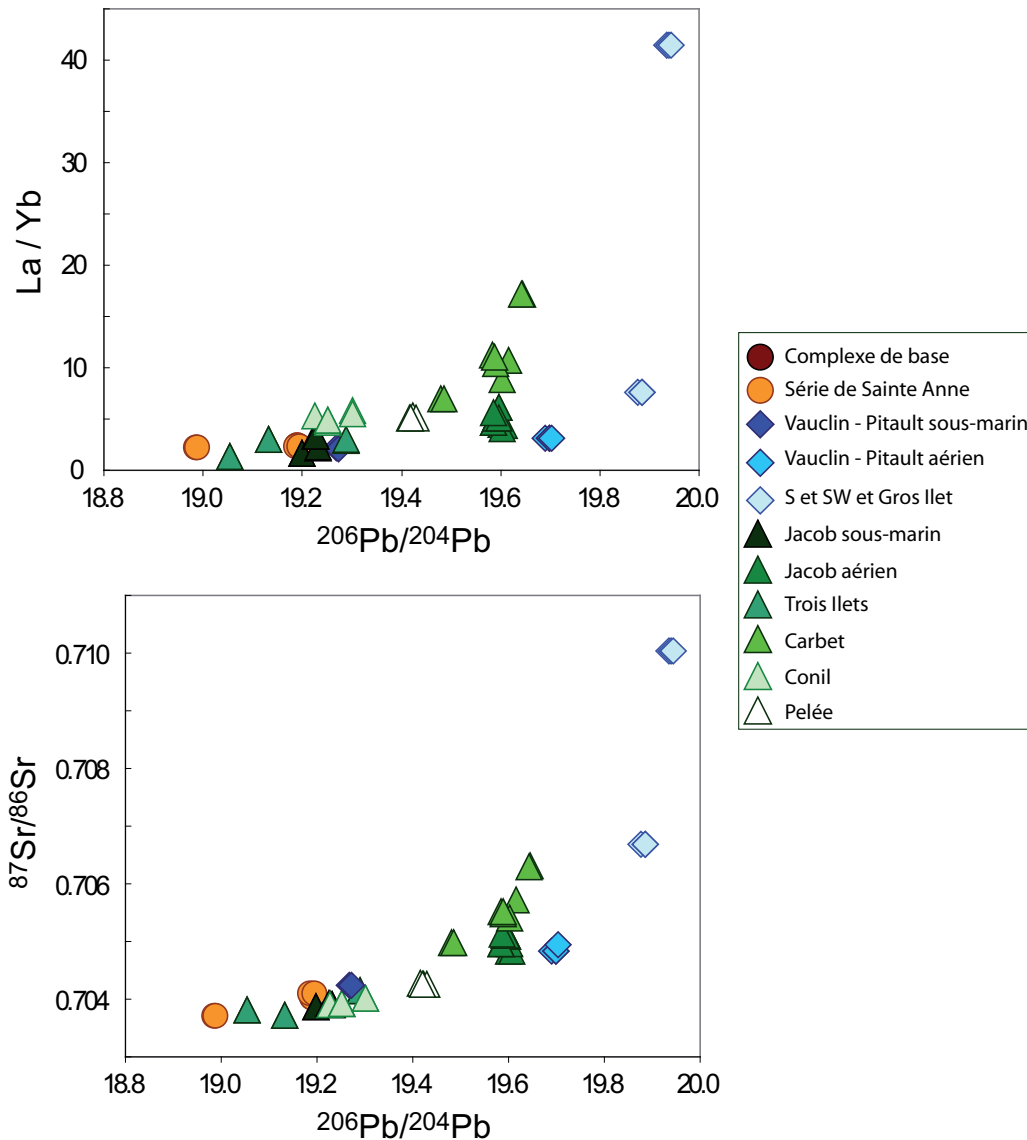 40
30
20
10
0
La / Yb
18.8 19.0 19.2 19.4 19.6 19.8 20.0
206Pb/204Pb
Complexe de base
Série de Sainte Anne
Vauclin - Pitault sous-marin
Vauclin - Pitault aérien
S et SW et Gros Ilet
Jacob sous-marin
Jacob aérien
Trois Ilets
Carbet
Conil
Pelée
0.710
0.708
0.706
0.704
87Sr/86Sr
18.8 19.0 19.2 19.4 19.6 19.8 20.0
206Pb/204Pb